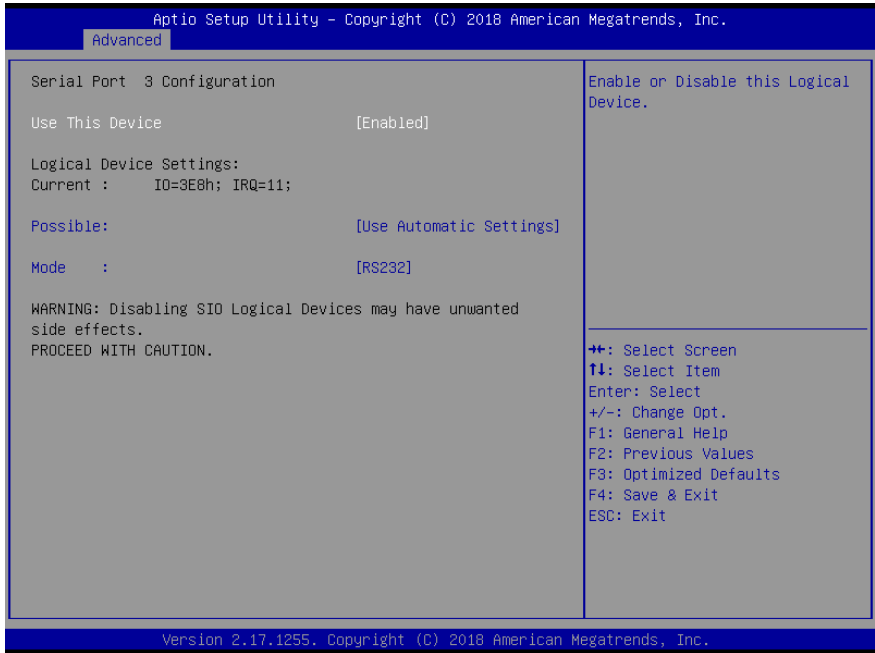 Aptio Setup Utility – Copyright (C) 2018 American Megatrends, Inc.
Advanced
Serial Port 3 Configuration
Use This Device [Enabled]
Logical Device Settings:
Current : IO=3E8h; IRQ=11;
Possible: [Use Automatic Settings]
Mode : [RS232]
WARNING: Disabling SIO Logical Devices may have unwanted
side effects.
PROCEED WITH CAUTION.
Enable or Disable this Logical
Device.
→←: Select Screen
↑↓: Select Item
Enter: Select
+/-: Change Opt.
F1: General Help
F2: Previous Values
F3: Optimized Defaults
F4: Save & Exit
ESC: Exit
Version 2.17.1255. Copyright (C) 2018 American Megatrends, Inc.